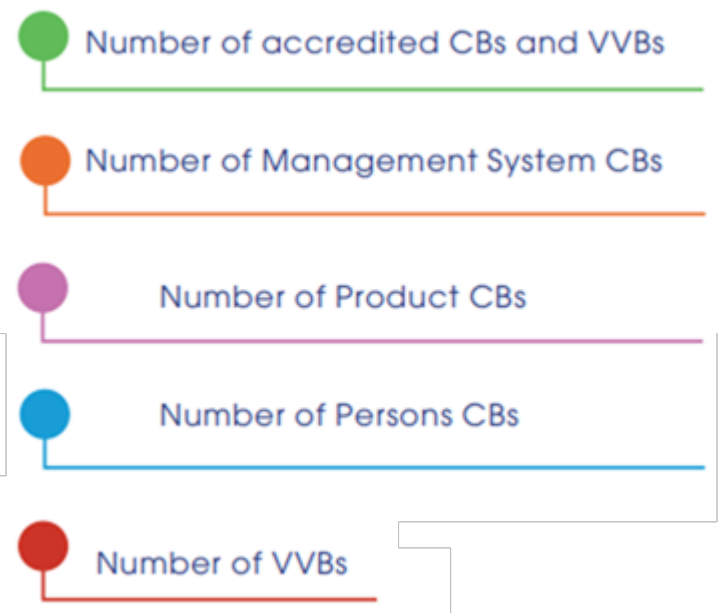 Number of accredited CBs and VVBs
Number of Management System CBs
Number of Product CBs
Number of Persons CBs
Number of VVBs